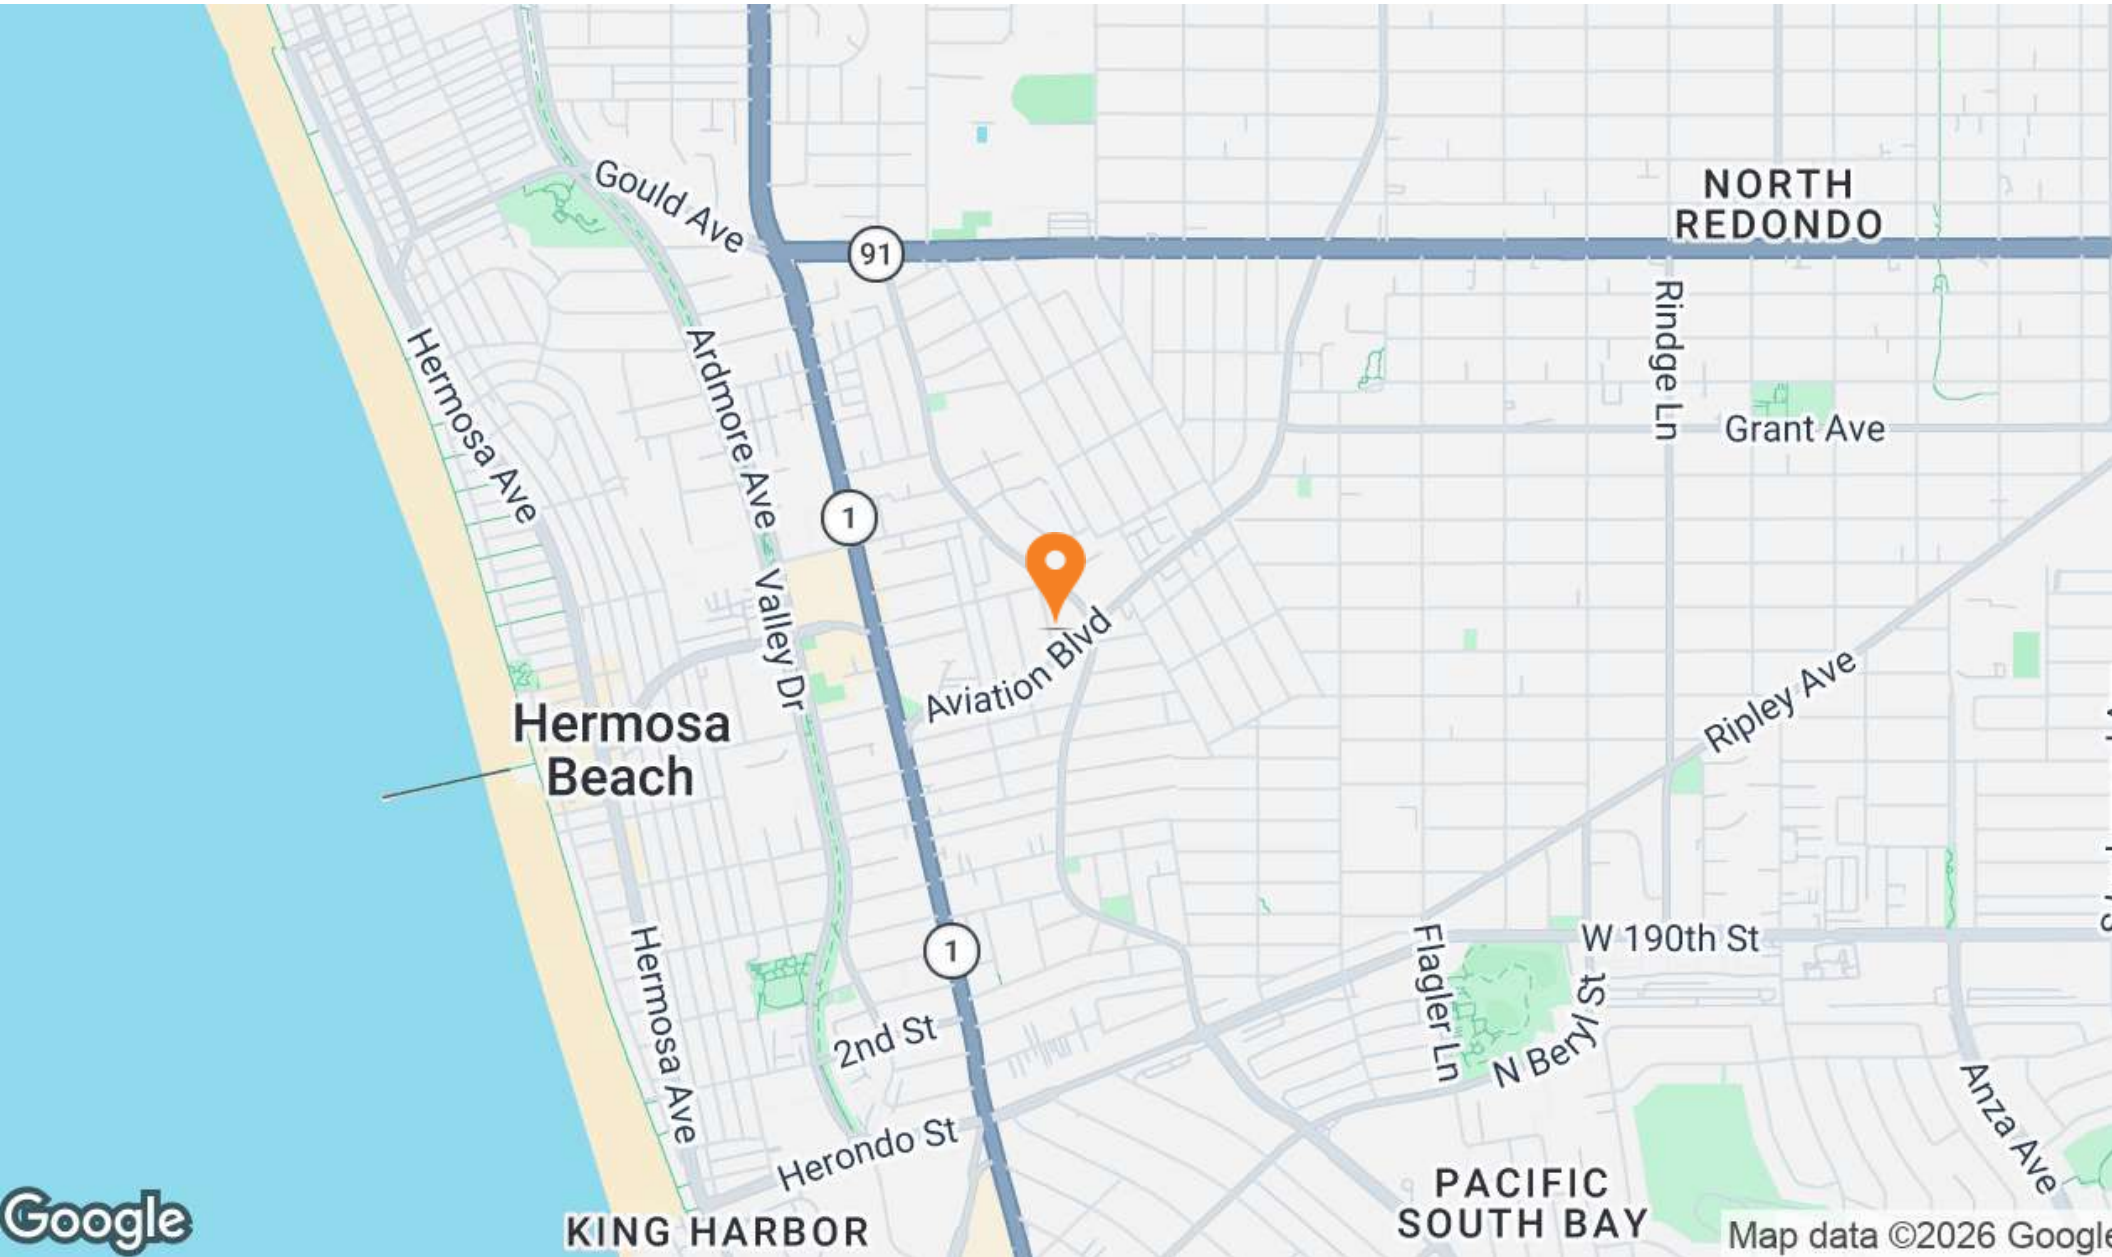 Gould Ave
91
NORTH
REDONDO
Hermosa Ave
Ardmore Ave
Rindge Ln
Grant Ave
1
Valley Dr
Aviation Blvd
Hermosa
Beach
Ripley Ave
1
Hermosa Ave
Flagler Ln
W 190th St
N Beryl St
2nd St
Herondo St
Anza Ave
PACIFIC
SOUTH BAY
KING HARBOR
Google
Map data ©2026 Google